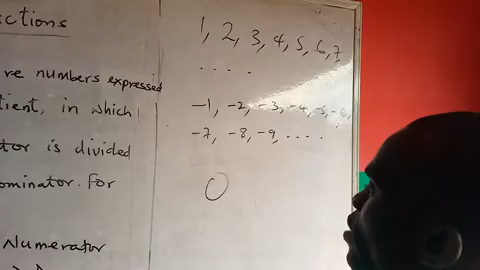 ctions
re numbers expressed
tient, in which
tor is divided
ominator. For
Numerator
1, 2, 3, 4, 5, 6, 7
. . . .
-1, -2, -3, -4, -5, -6,
-7, -8, -9, . . . . .
0